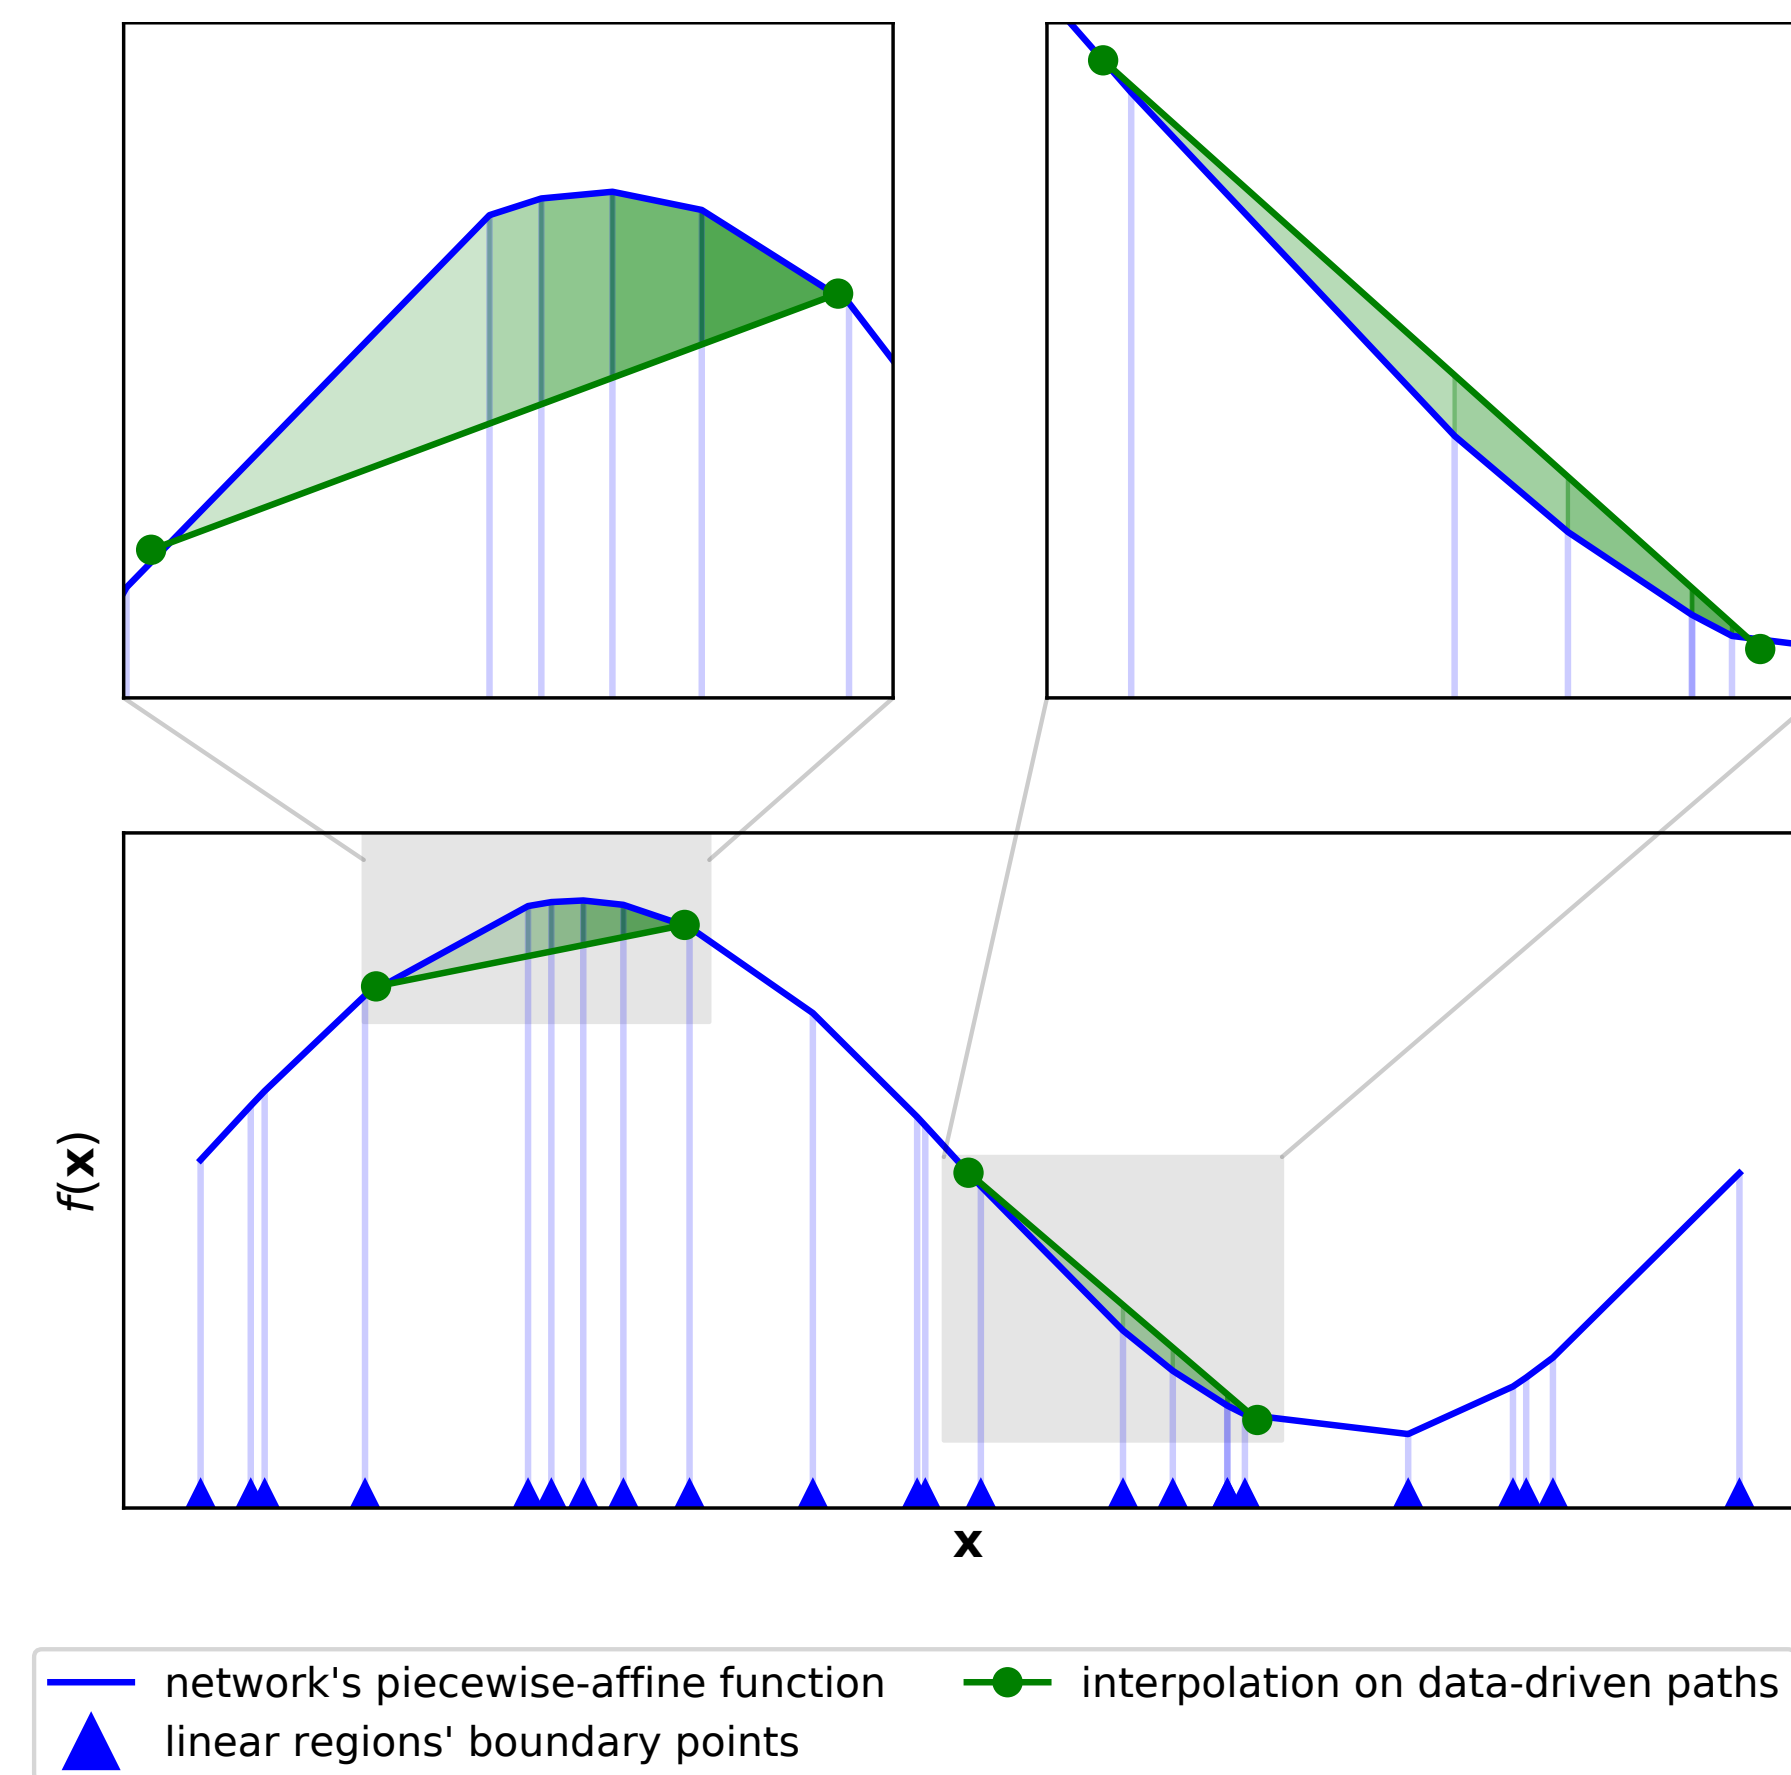 f(x)
x
network's piecewise-affine function
interpolation on data-driven paths
linear regions' boundary points